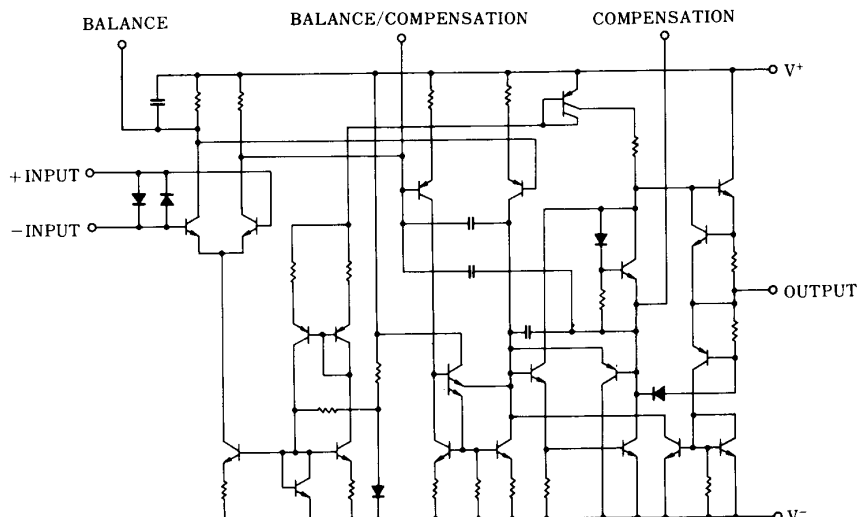 BALANCE
BALANCE/COMPENSATION
COMPENSATION
V⁺
+INPUT
−INPUT
OUTPUT
V⁻